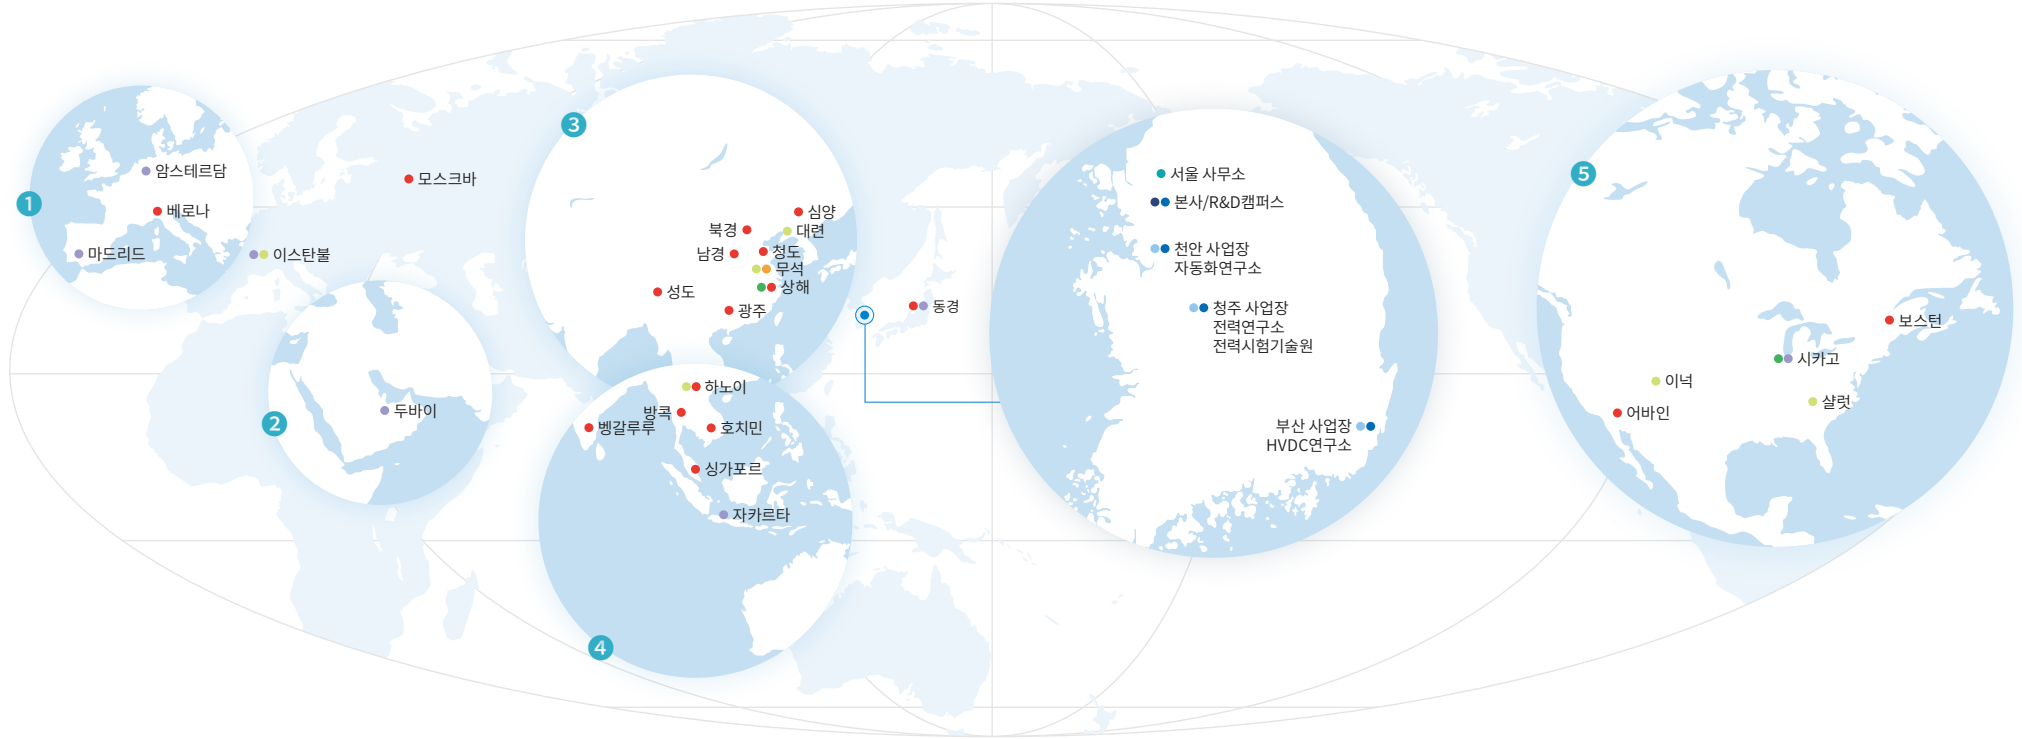 1
암스테르담
베로나
마드리드
이스탄불
모스크바
2
두바이
3
심양
북경
대련
남경
청도
무석
성도
상해
광주
동경
4
하노이
방콕
벵갈루루
호치민
싱가포르
자카르타
서울 사무소
본사/R&D캠퍼스
천안 사업장
자동화연구소
청주 사업장
전력연구소
전력시험기술원
부산 사업장
HVDC연구소
5
보스턴
시카고
이넉
샬럿
어바인